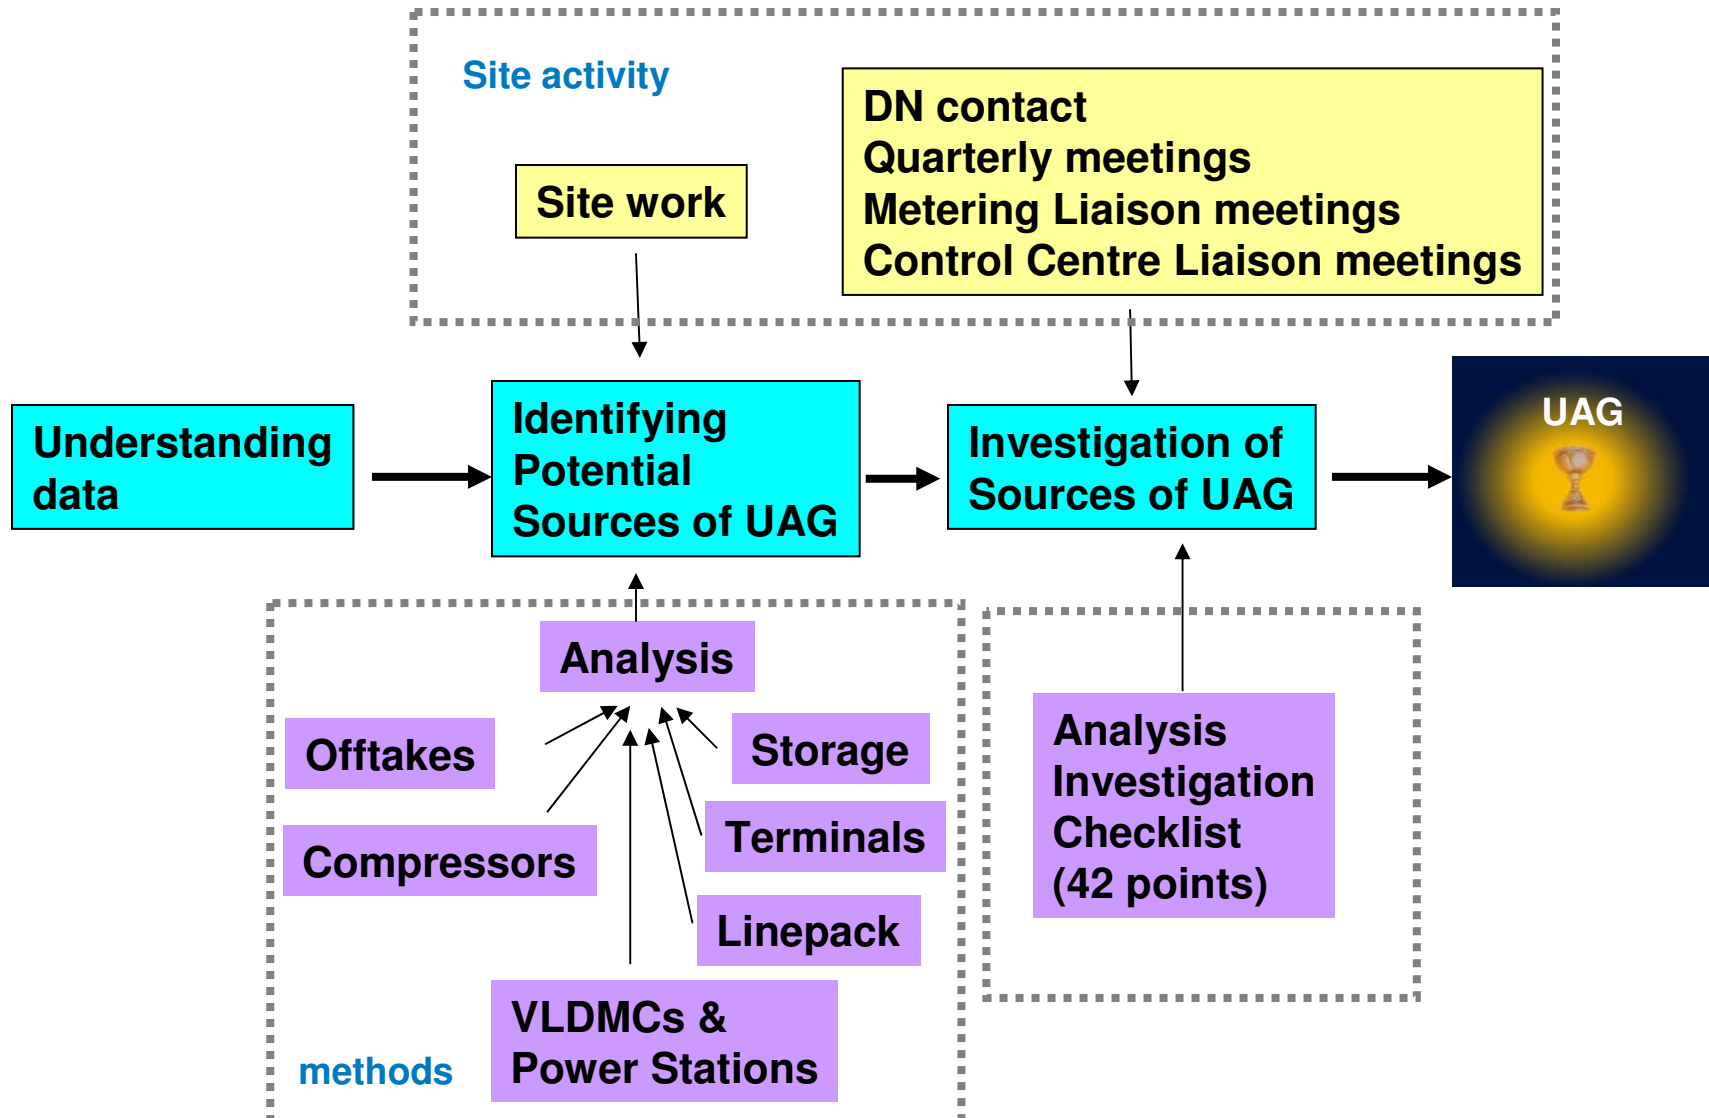 Site activity
Site work
DN contact
Quarterly meetings
Metering Liaison meetings
Control Centre Liaison meetings
Understanding
data
Identifying
Potential
Sources of UAG
Investigation of
Sources of UAG
UAG
Analysis
Offtakes
Compressors
Storage
Terminals
Linepack
VLDMCs &
Power Stations
methods
Analysis
Investigation
Checklist
(42 points)